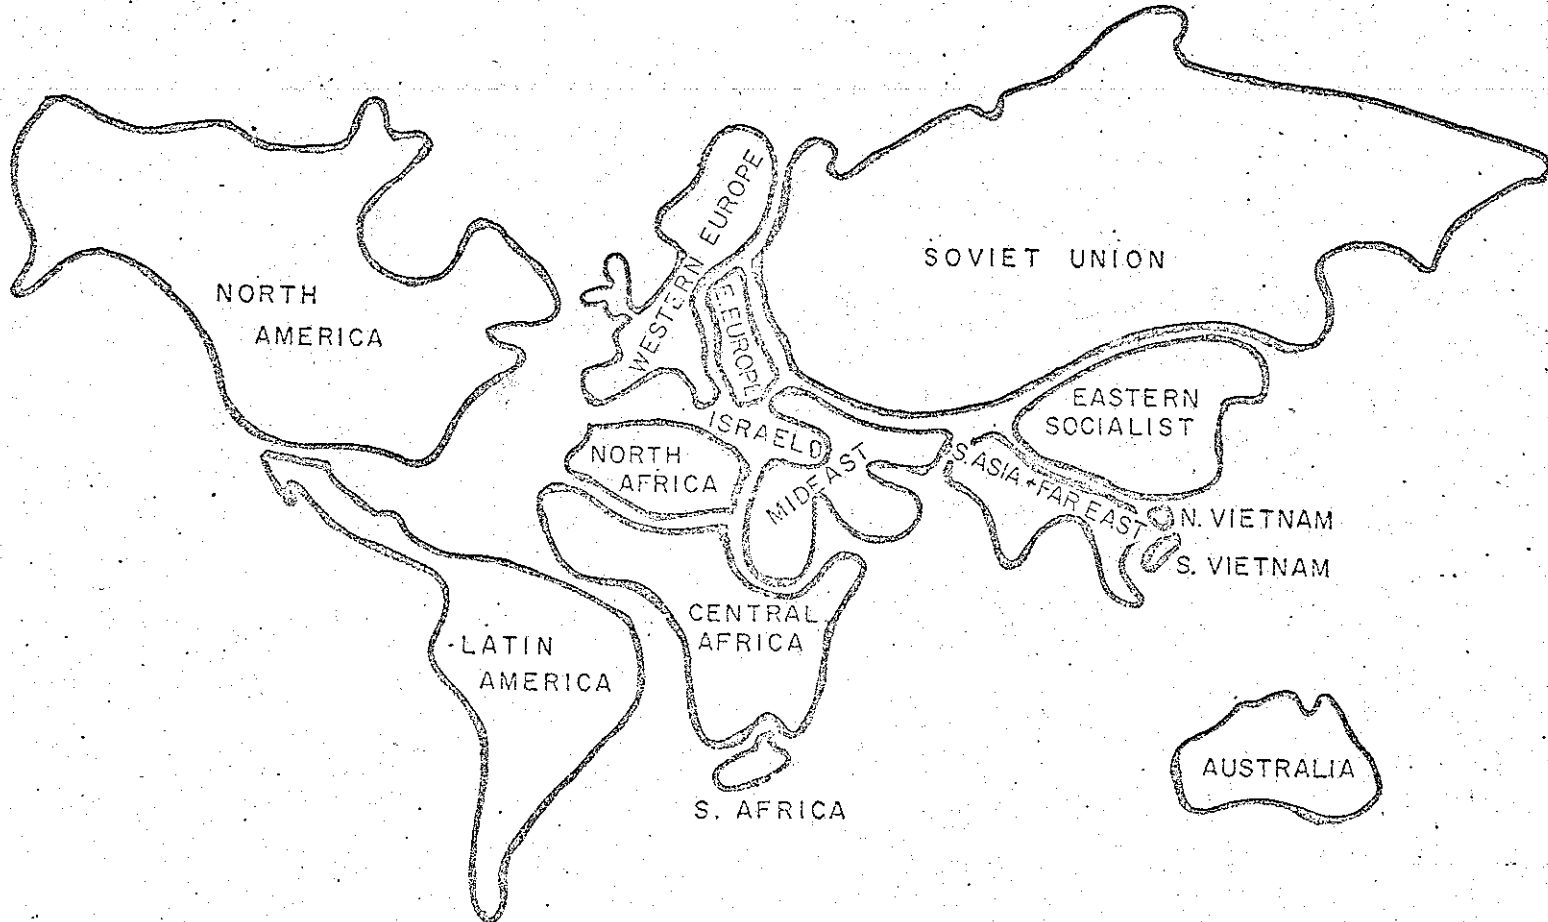 NORTH
AMERICA
WESTERN EUROPE
E. EUROPE
SOVIET UNION
EASTERN
SOCIALIST
ISRAEL
NORTH
AFRICA
MIDEAST
S. ASIA + FAR EAST
N. VIETNAM
S. VIETNAM
LATIN
AMERICA
CENTRAL
AFRICA
S. AFRICA
AUSTRALIA